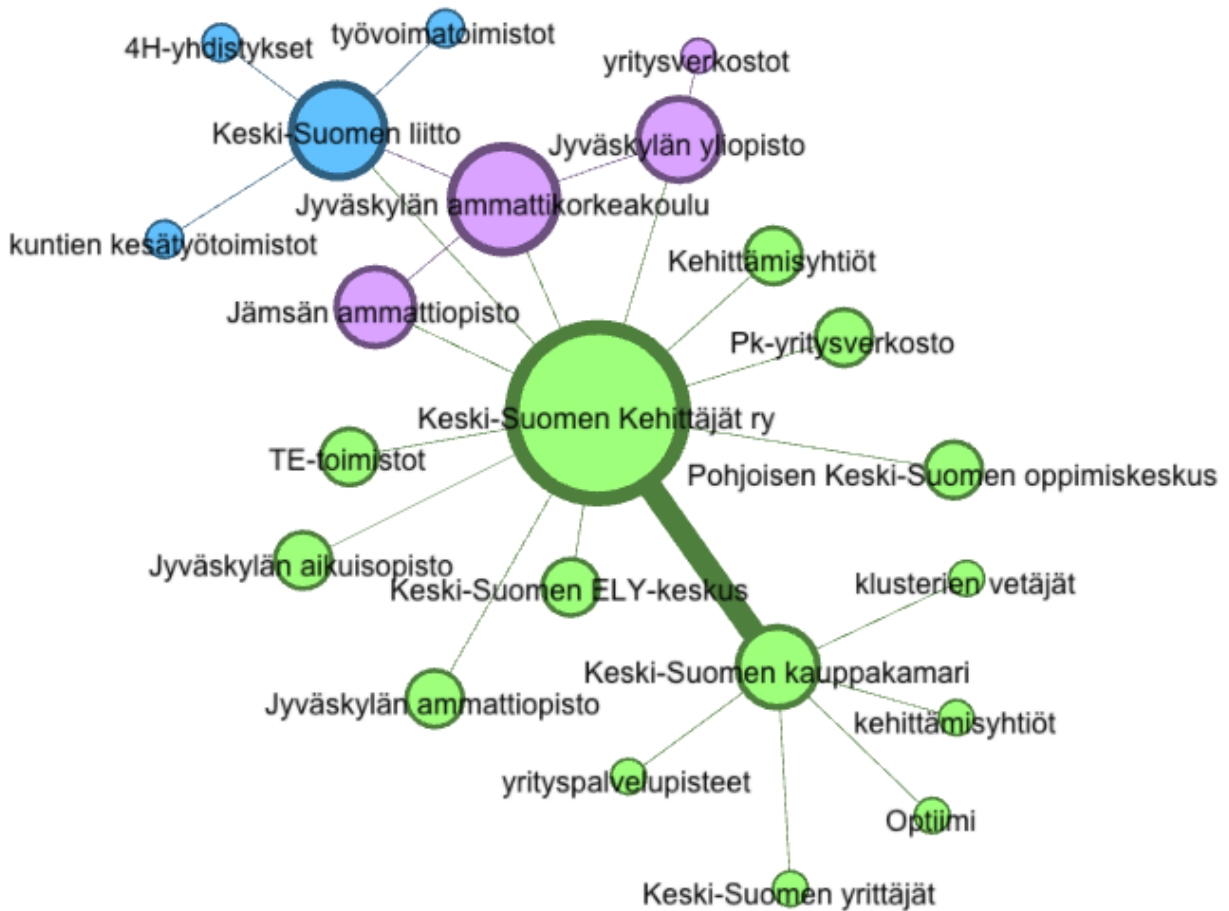 työvoimatoimistot
4H-yhdistykset
yritysverkostot
Keski-Suomen liitto
Jyväskylän yliopisto
Jyväskylän ammattikorkeakoulu
kuntien kesätyötoimistot
Kehittämisyhtiöt
Jämsän ammattiopisto
Pk-yritysverkosto
Keski-Suomen Kehittäjät ry
TE-toimistot
Pohjoisen Keski-Suomen oppimiskeskus
Jyväskylän aikuisopisto
klusterien vetäjät
Keski-Suomen ELY-keskus
Keski-Suomen kauppakamari
Jyväskylän ammattiopisto
kehittämisyhtiöt
yrityspalvelupisteet
Optiimi
Keski-Suomen yrittäjät